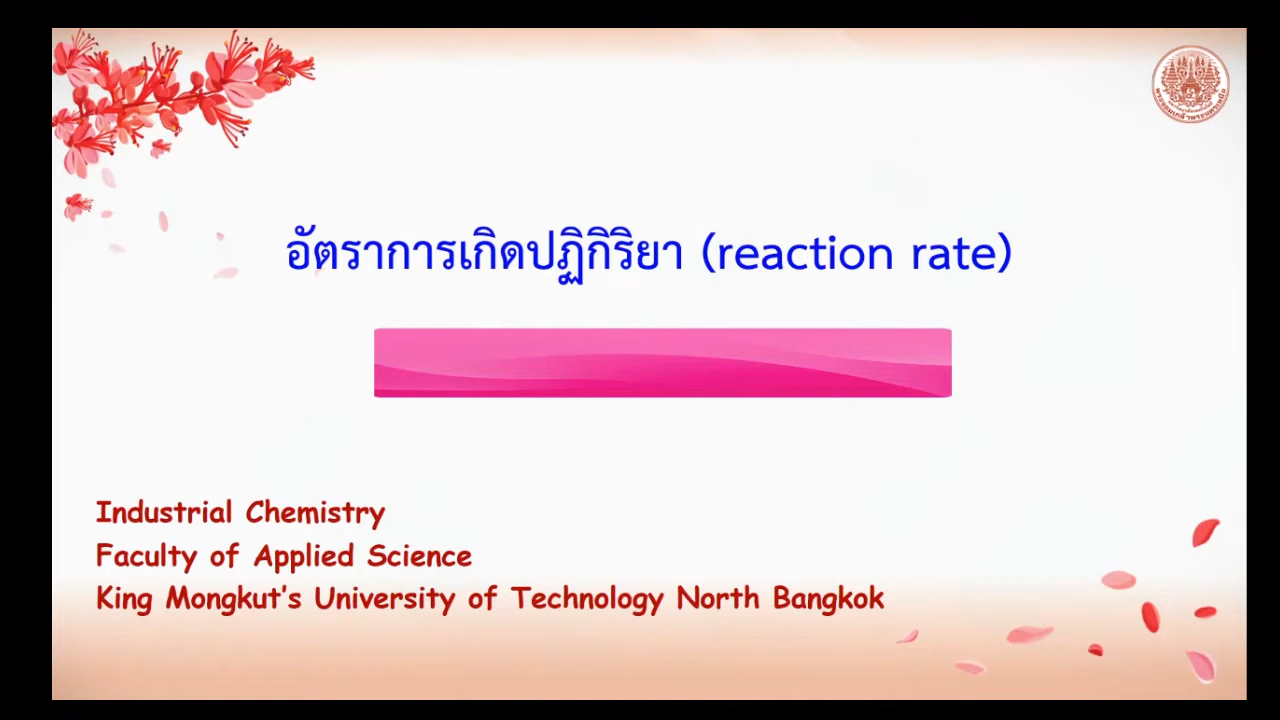 อัตราการเกิดปฏิกิริยา (reaction rate)
Industrial Chemistry
Faculty of Applied Science
King Mongkut's University of Technology North Bangkok